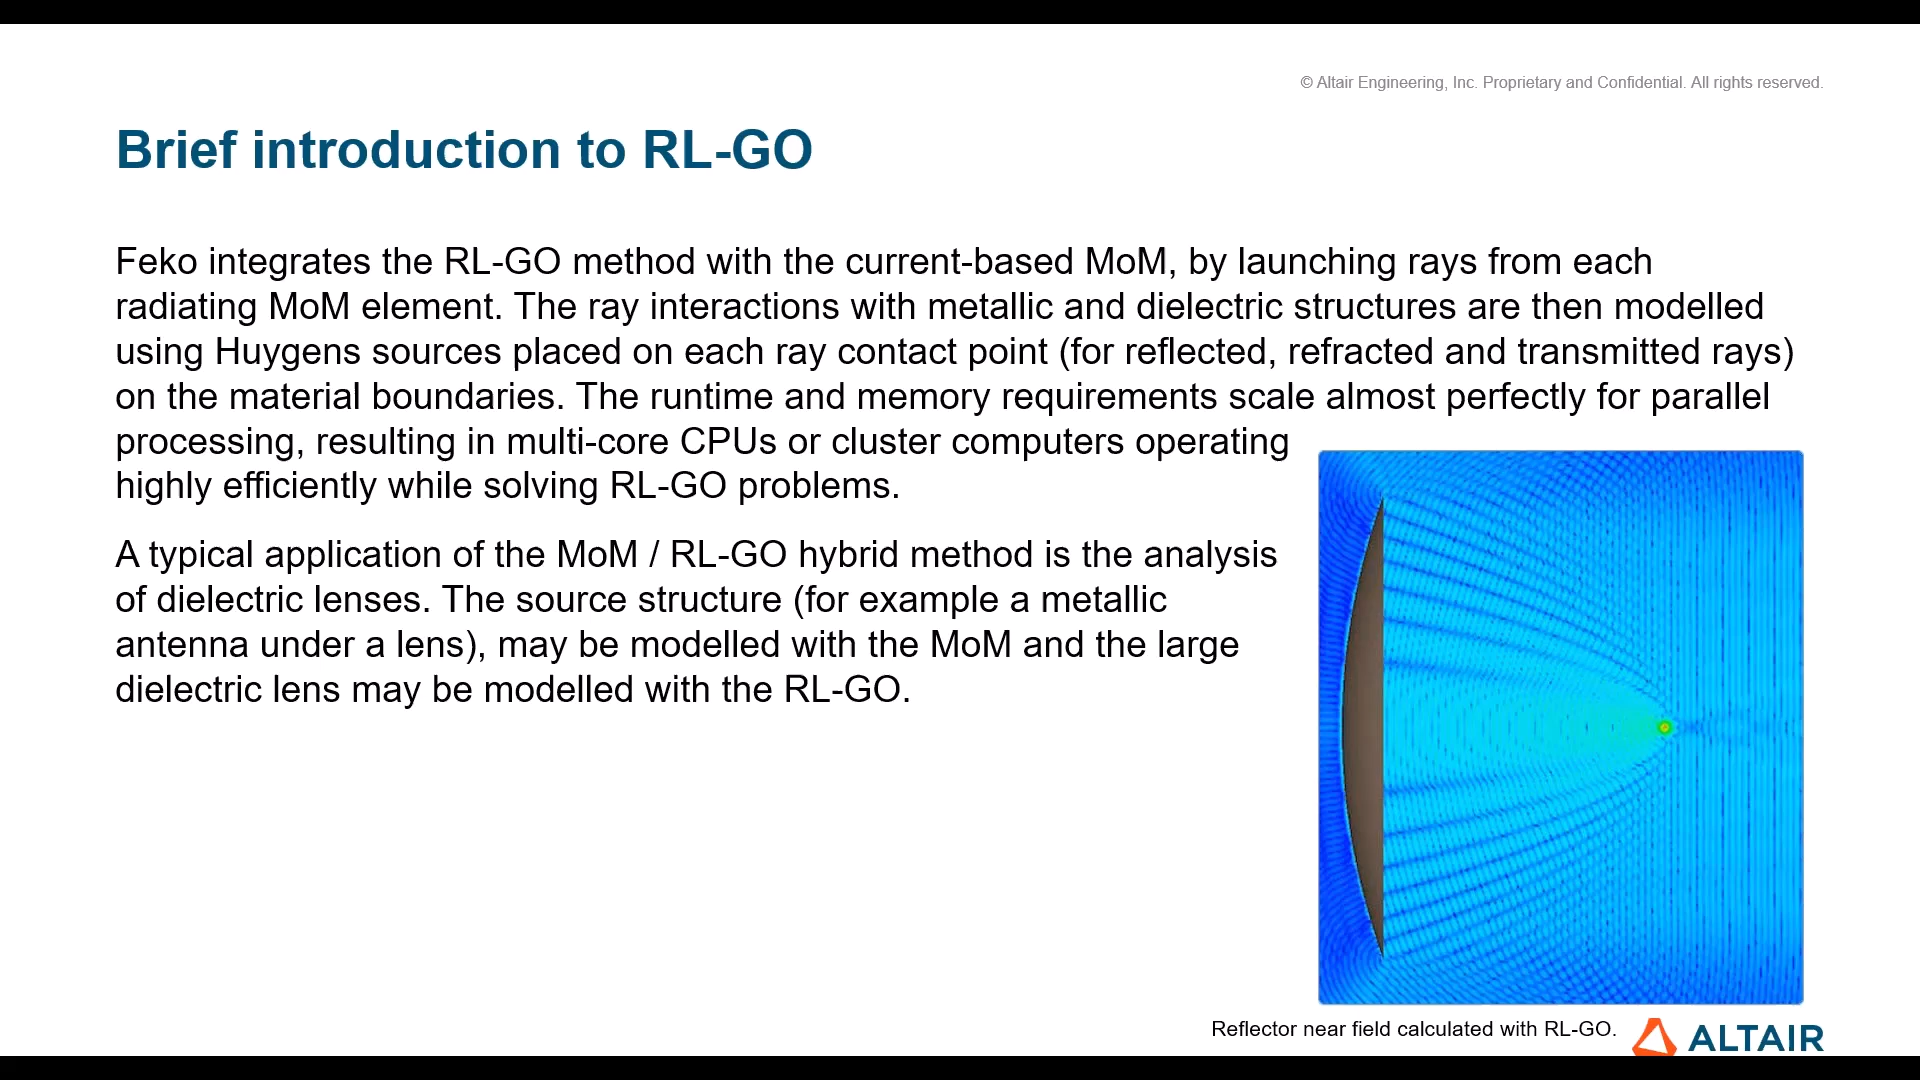 © Altair Engineering, Inc. Proprietary and Confidential. All rights reserved.
Brief introduction to RL-GO
Feko integrates the RL-GO method with the current-based MoM, by launching rays from each
radiating MoM element. The ray interactions with metallic and dielectric structures are then modelled
using Huygens sources placed on each ray contact point (for reflected, refracted and transmitted rays)
on the material boundaries. The runtime and memory requirements scale almost perfectly for parallel
processing, resulting in multi-core CPUs or cluster computers operating
highly efficiently while solving RL-GO problems.
A typical application of the MoM / RL-GO hybrid method is the analysis
of dielectric lenses. The source structure (for example a metallic
antenna under a lens), may be modelled with the MoM and the large
dielectric lens may be modelled with the RL-GO.
Reflector near field calculated with RL-GO.
ALTAIR